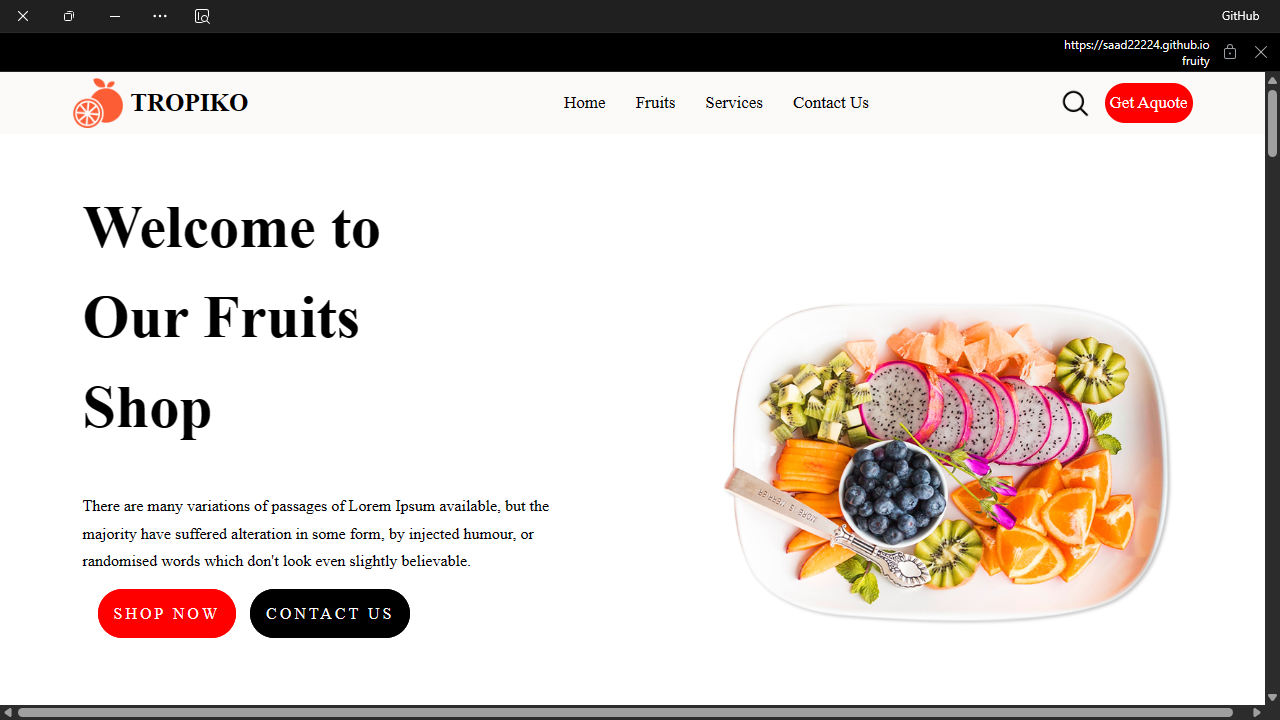 GitHub
https://saad22224.github.io
fruity
TROPIKO
Home Fruits Services Contact Us
Get Aquote
Welcome to
Our Fruits
Shop
There are many variations of passages of Lorem Ipsum available, but the
majority have suffered alteration in some form, by injected humour, or
randomised words which don't look even slightly believable.
SHOP NOW CONTACT US